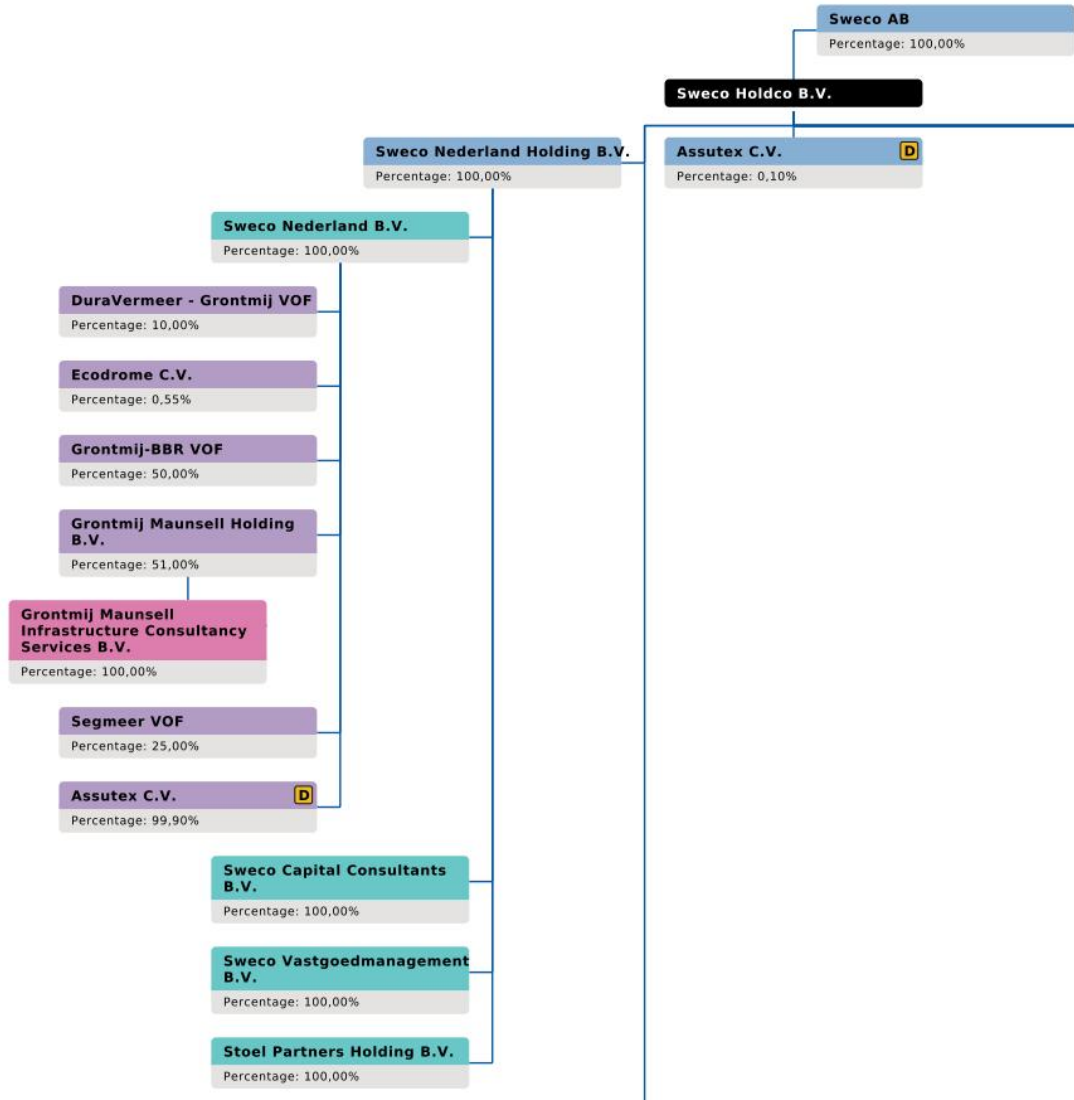 Sweco AB
Percentage: 100,00%
Sweco Holdco B.V.
Sweco Nederland Holding B.V.
Percentage: 100,00%
Assutex C.V. D
Percentage: 0,10%
Sweco Nederland B.V.
Percentage: 100,00%
DuraVermeer - Grontmij VOF
Percentage: 10,00%
Ecodrome C.V.
Percentage: 0,55%
Grontmij-BBR VOF
Percentage: 50,00%
Grontmij Maunsell Holding
B.V.
Percentage: 51,00%
Grontmij Maunsell
Infrastructure Consultancy
Services B.V.
Percentage: 100,00%
Segmeer VOF
Percentage: 25,00%
Assutex C.V. D
Percentage: 99,90%
Sweco Capital Consultants
B.V.
Percentage: 100,00%
Sweco Vastgoedmanagement
B.V.
Percentage: 100,00%
Stoel Partners Holding B.V.
Percentage: 100,00%